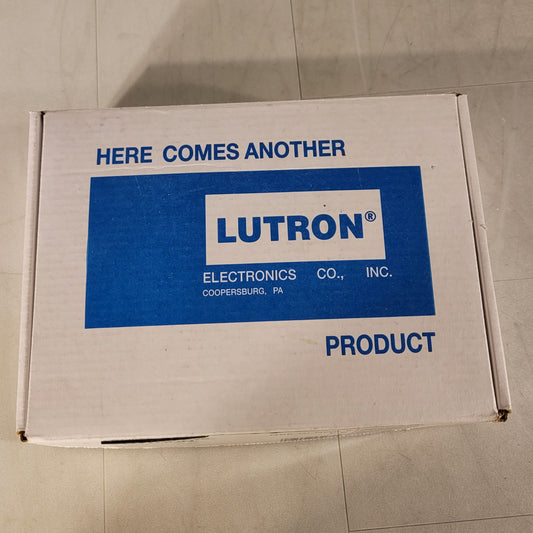 HERE COMES ANOTHER
LUTRON®
ELECTRONICS CO., INC.
COOPERSBURG, PA
PRODUCT